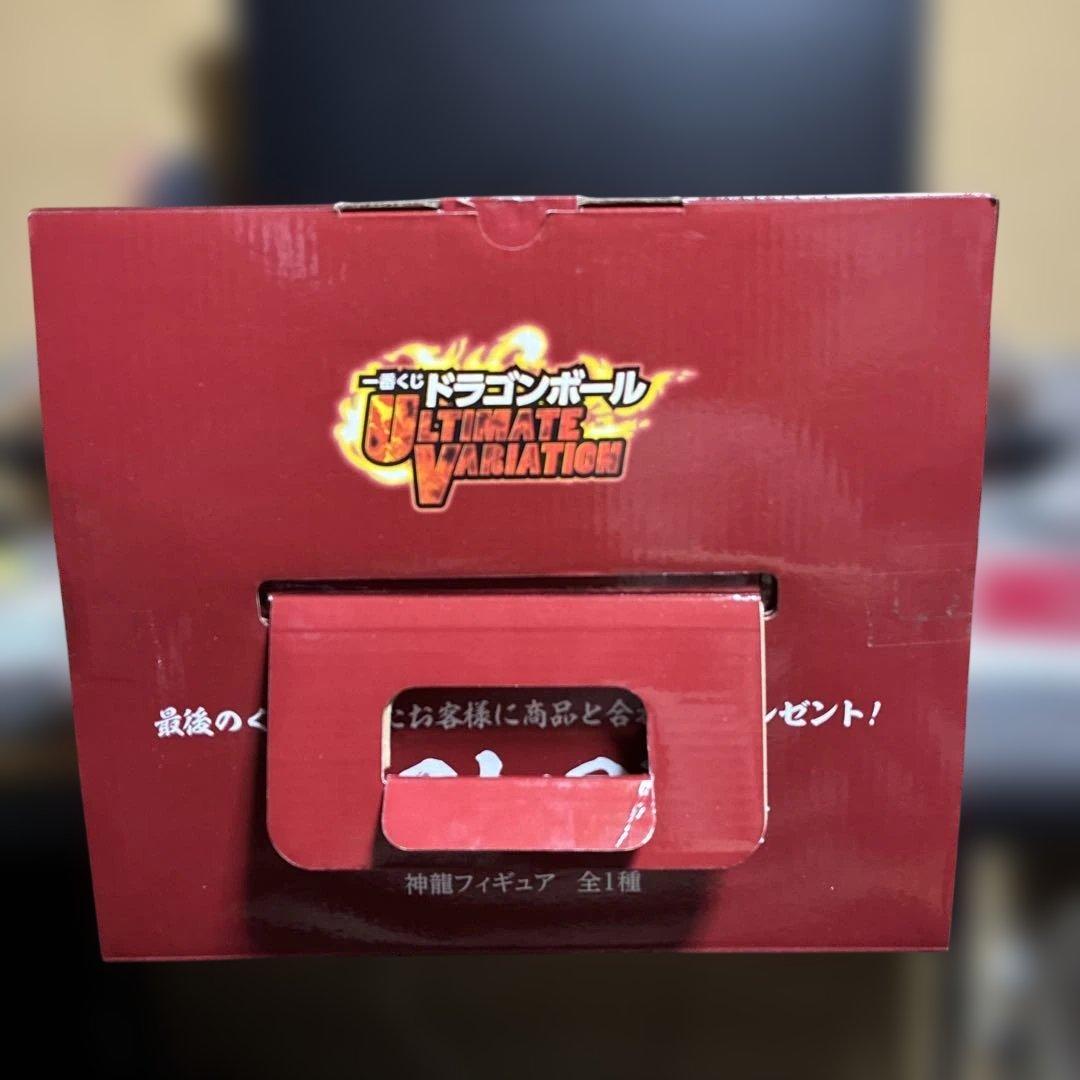 一番くじ ドラゴンボール
ULTIMATE
VARIATION
最後のく お客様に商品と合 ゼント!
神龍フィギュア 全1種